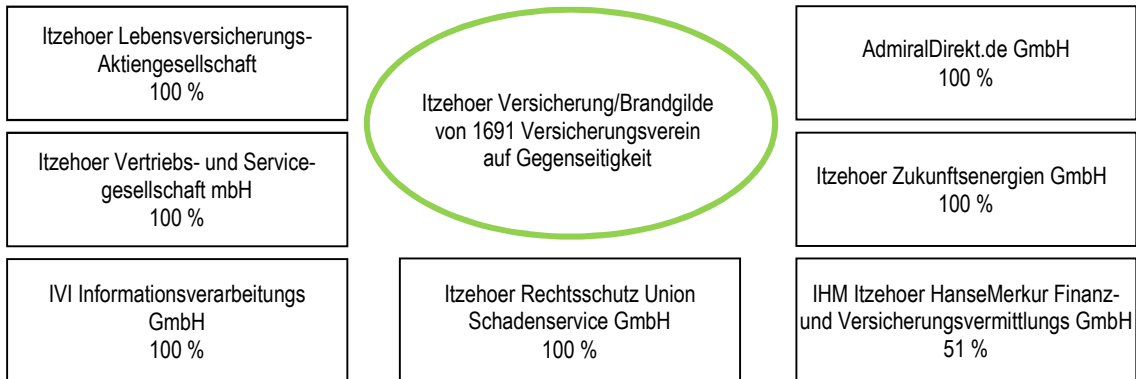 Itzehoer Lebensversicherungs-
Aktiengesellschaft
100 %
Itzehoer Versicherung/Brandgilde
von 1691 Versicherungsverein
auf Gegenseitigkeit
AdmiralDirekt.de GmbH
100 %
Itzehoer Vertriebs- und Service-
gesellschaft mbH
100 %
Itzehoer Zukunftsenergien GmbH
100 %
IVI Informationsverarbeitungs
GmbH
100 %
Itzehoer Rechtsschutz Union
Schadenservice GmbH
100 %
IHM Itzehoer HanseMerkur Finanz-
und Versicherungsvermittlungs GmbH
51 %